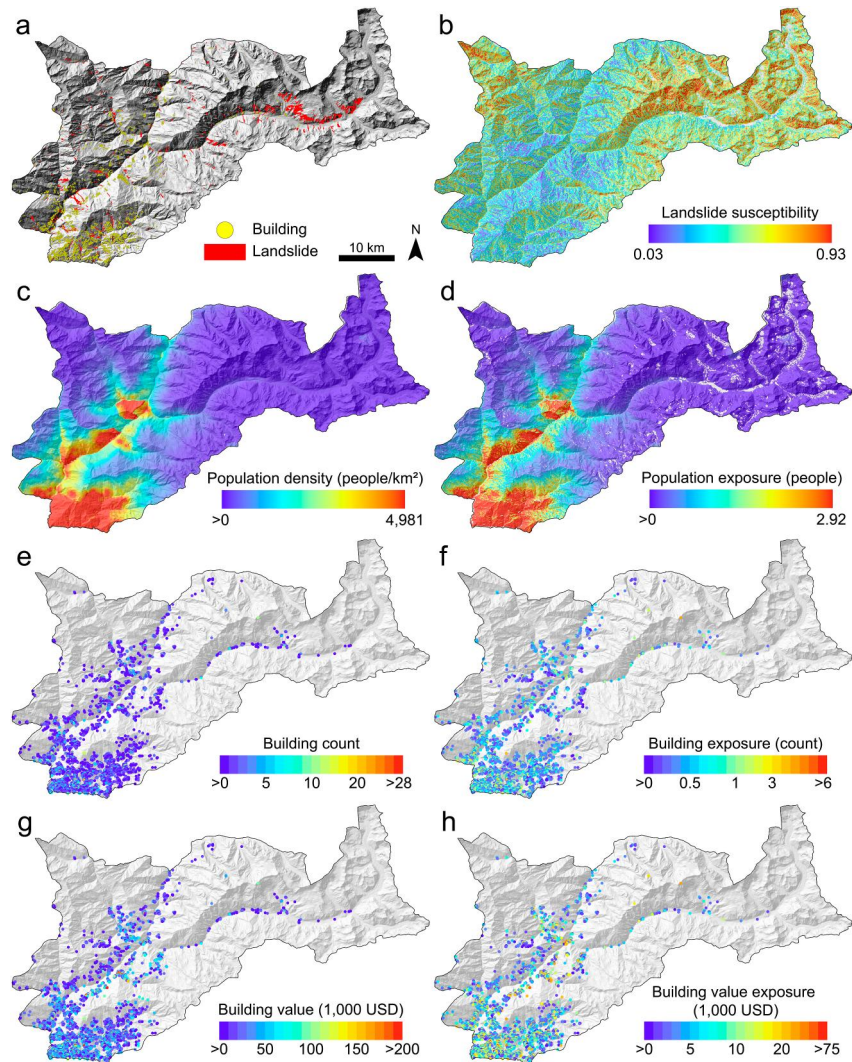 a
b
Building
Landslide
10 km
N
Landslide susceptibility
0.03
0.93
c
d
Population density (people/km²)
>0
4,981
Population exposure (people)
>0
2.92
e
f
Building count
>0
5
10
20
>28
Building exposure (count)
>0
0.5
1
3
>6
g
h
Building value (1,000 USD)
>0
50
100
150
>200
Building value exposure
(1,000 USD)
>0
5
10
20
>75